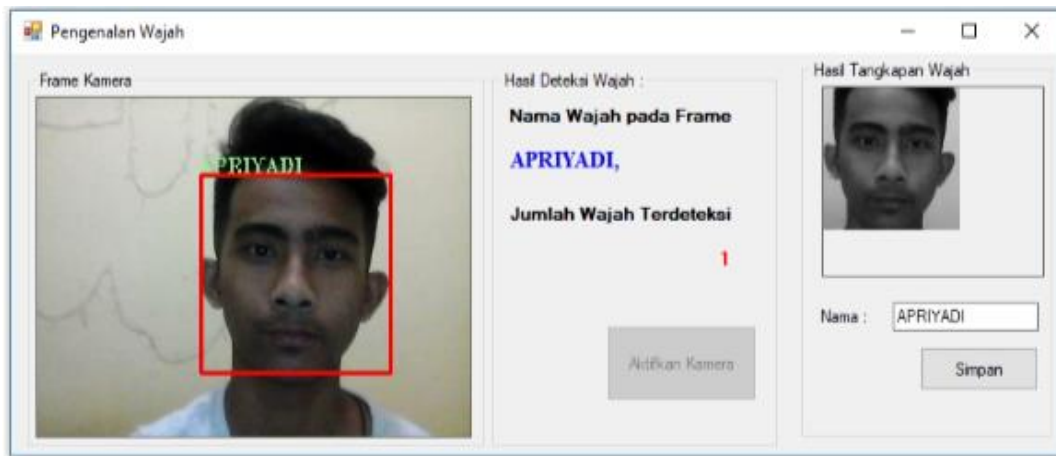 Pengenalan Wajah
Frame Kamera
APRIYADI
Hasil Deteksi Wajah :
Nama Wajah pada Frame
APRIYADI,
Jumlah Wajah Terdeteksi
1
Aktifkan Kamera
Hasil Tangkapan Wajah
Nama :
APRIYADI
Simpan